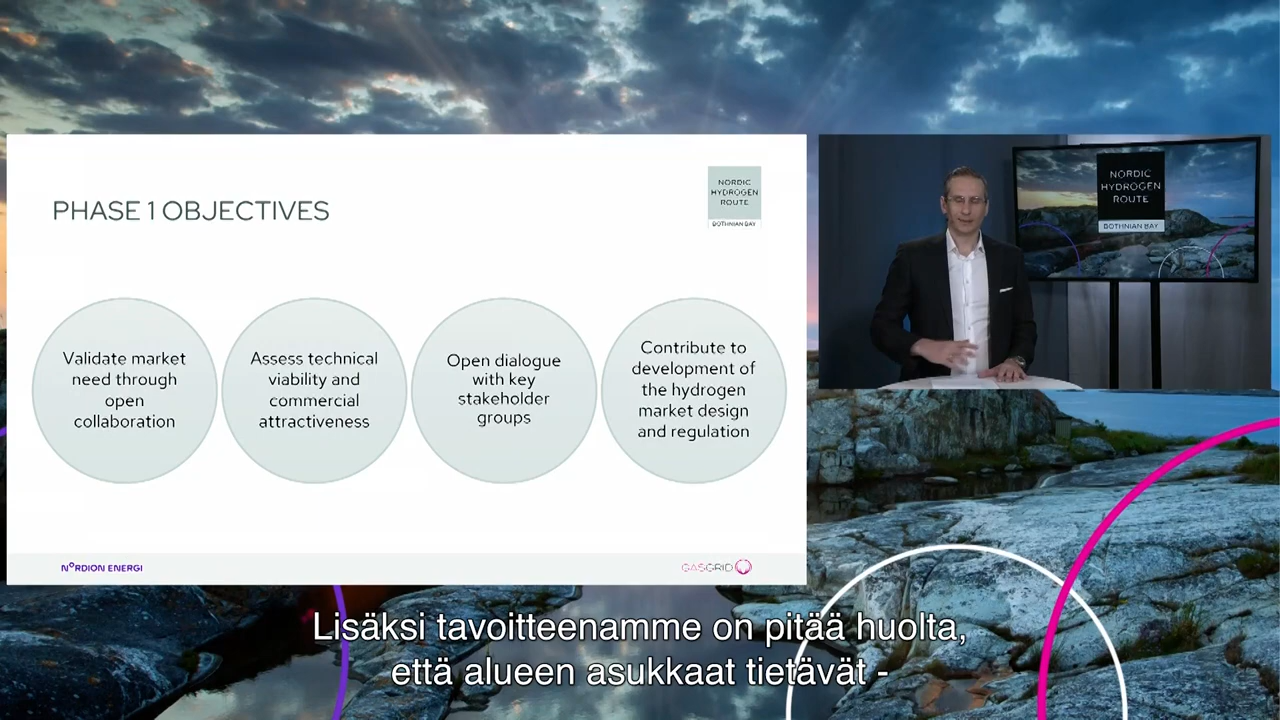 PHASE 1 OBJECTIVES
NORDIC
HYDROGEN
ROUTE
BOTHNIAN BAY
Validate market
need through
open
collaboration
Assess technical
viability and
commercial
attractiveness
Open dialogue
with key
stakeholder
groups
Contribute to
development of
the hydrogen
market design
and regulation
NORDION ENERGI
GASGRID
NORDIC
HYDROGEN
ROUTE
BOTHNIAN BAY
Lisäksi tavoitteenamme on pitää huolta,
että alueen asukkaat tietävät -